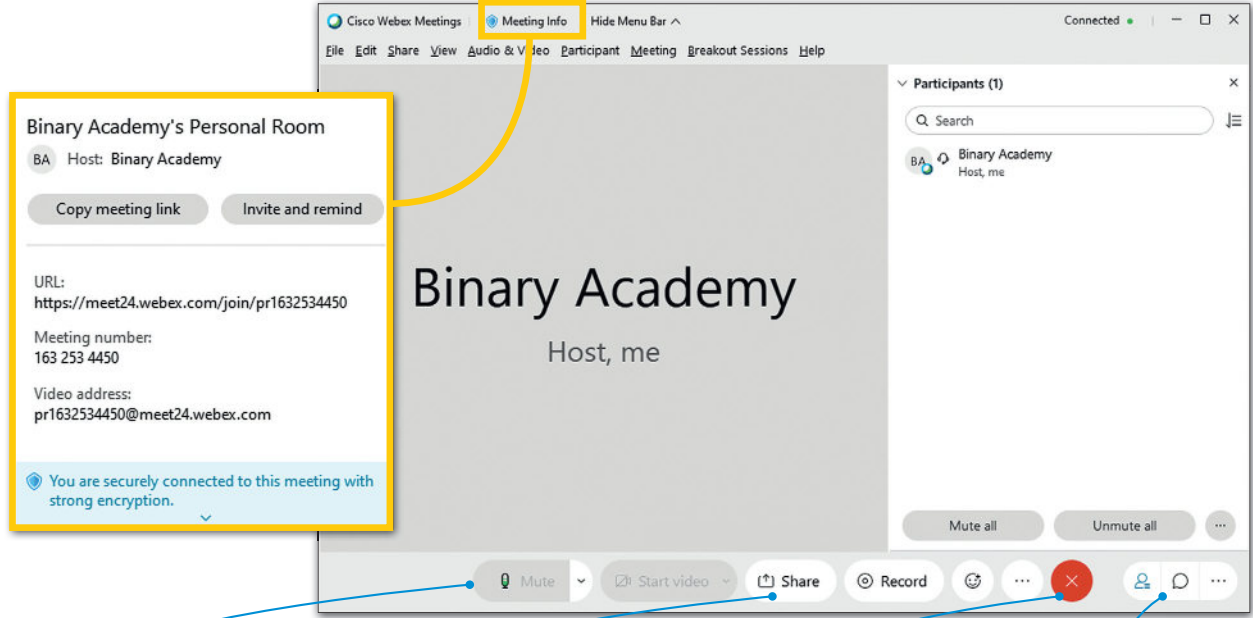 Cisco Webex Meetings
Meeting Info
Hide Menu Bar
Connected
File Edit Share View Audio & Video Participant Meeting Breakout Sessions Help
Binary Academy's Personal Room
BA Host: Binary Academy
Copy meeting link
Invite and remind
URL:
https://meet24.webex.com/join/pr1632534450
Meeting number:
163 253 4450
Video address:
pr1632534450@meet24.webex.com
You are securely connected to this meeting with
strong encryption.
Binary Academy
Host, me
Participants (1)
Search
BA Binary Academy
Host, me
Mute all
Unmute all
...
Mute
Start video
Share
Record
...
...